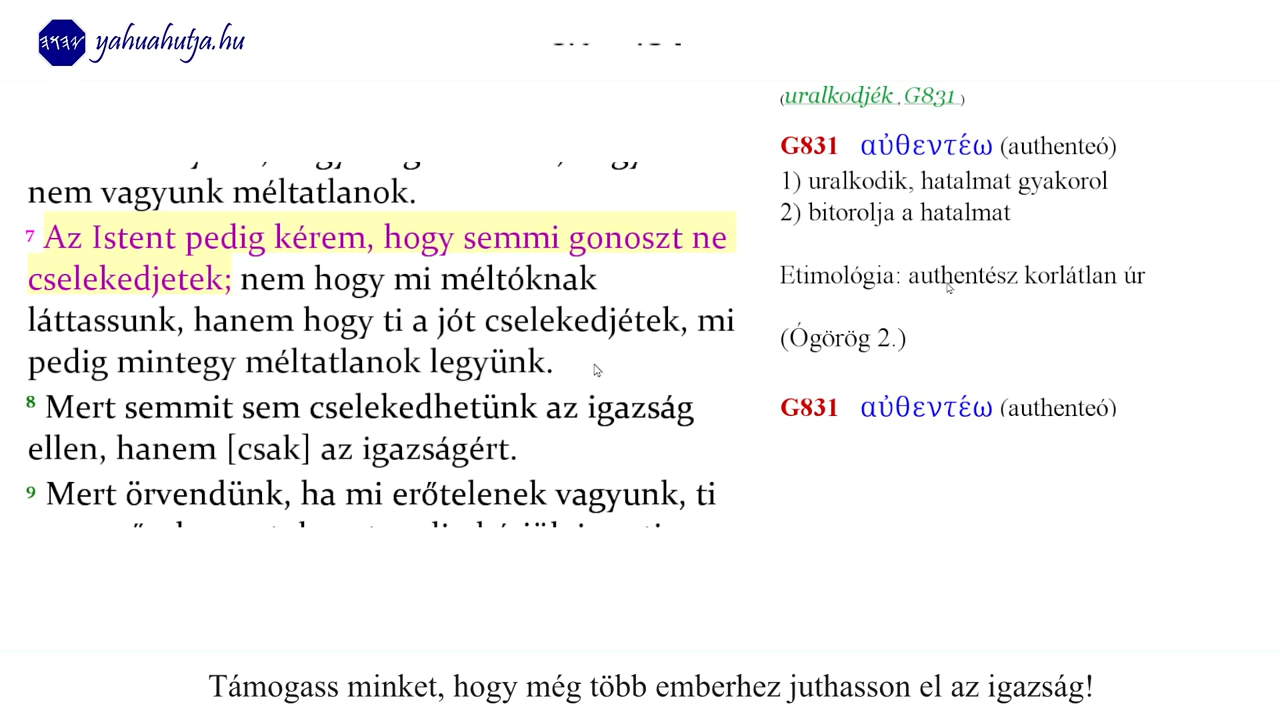 yahuahutja.hu
nem vagyunk méltatlanok.
7 Az Istent pedig kérem, hogy semmi gonoszt ne
cselekedjetek; nem hogy mi méltóknak
láttassunk, hanem hogy ti a jót cselekedjétek, mi
pedig mintegy méltatlanok legyünk.
8 Mert semmit sem cselekedhetünk az igazság
ellen, hanem [csak] az igazságért.
9 Mert örvendünk, ha mi erőtelenek vagyunk, ti
(uralkodjék , G831 )
G831 αὐθεντέω (authenteó)
1) uralkodik, hatalmat gyakorol
2) bitorolja a hatalmat
Etimológia: authentész korlátlan úr
(Ógörög 2.)
G831 αὐθεντέω (authenteó)
Támogass minket, hogy még több emberhez juthasson el az igazság!